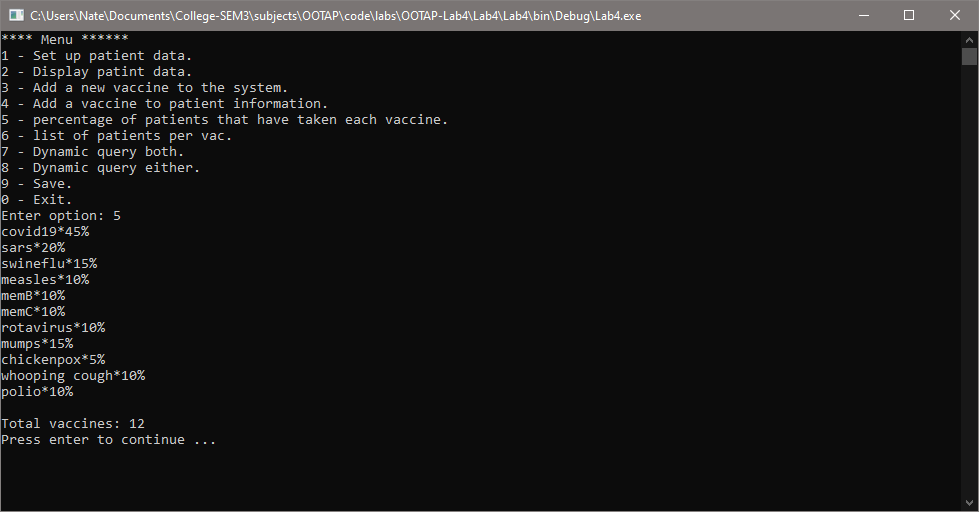 C:\Users\Nate\Documents\College-SEM3\subjects\OOTAP\code\labs\OOTAP-Lab4\Lab4\Lab4\bin\Debug\Lab4.exe
**** Menu ******
1 - Set up patient data.
2 - Display patint data.
3 - Add a new vaccine to the system.
4 - Add a vaccine to patient information.
5 - percentage of patients that have taken each vaccine.
6 - list of patients per vac.
7 - Dynamic query both.
8 - Dynamic query either.
9 - Save.
0 - Exit.
Enter option: 5
covid19*45%
sars*20%
swineflu*15%
measles*10%
memB*10%
memC*10%
rotavirus*10%
mumps*15%
chickenpox*5%
whooping cough*10%
polio*10%
Total vaccines: 12
Press enter to continue ...